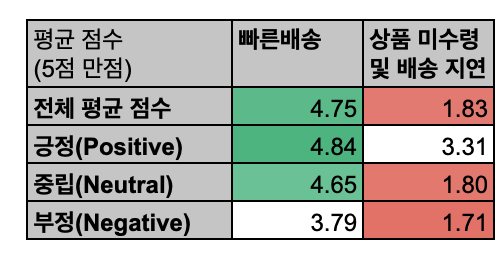 평균 점수
(5점 만점)
빠른배송
상품 미수령
및 배송 지연
전체 평균 점수 4.75 1.83
긍정(Positive) 4.84 3.31
중립(Neutral) 4.65 1.80
부정(Negative) 3.79 1.71